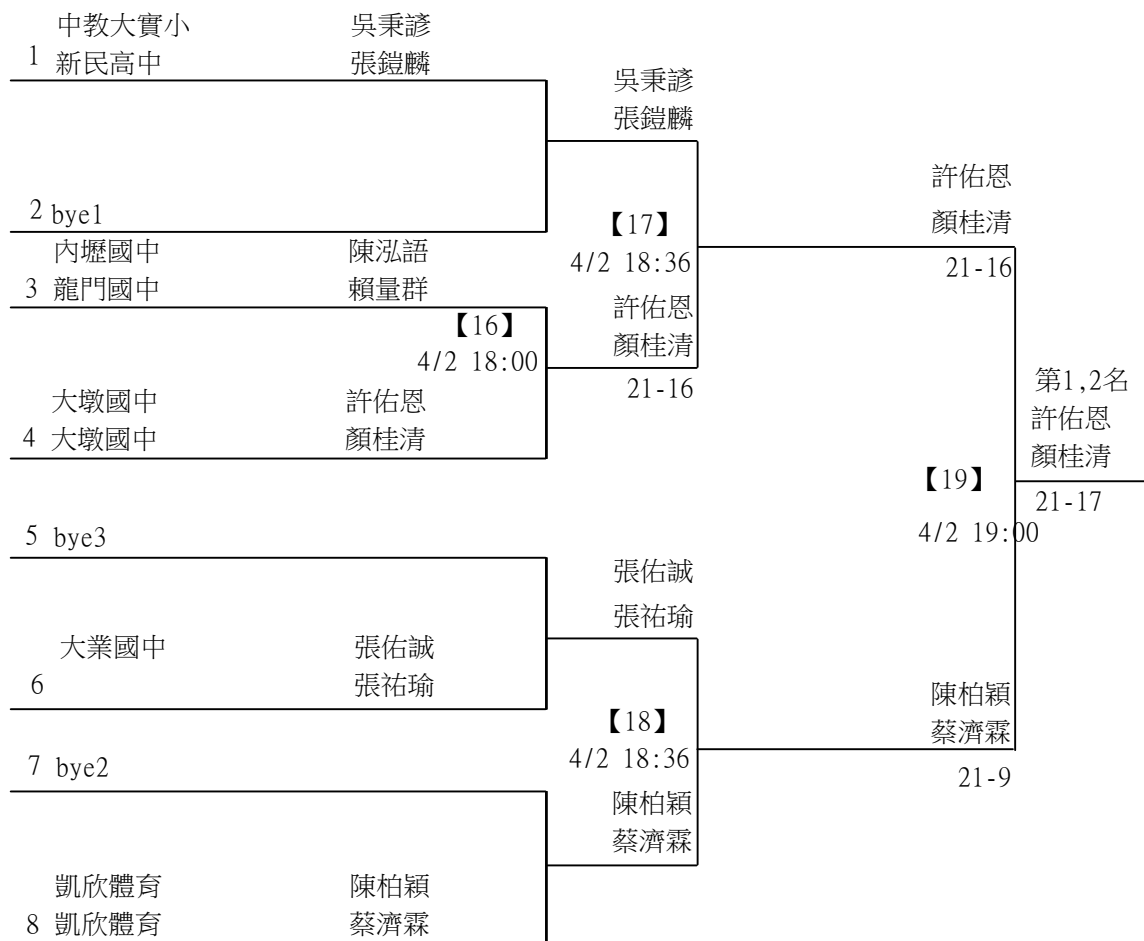 中教大實小 吳秉諺
1 新民高中 張鎧麟
吳秉諺
張鎧麟
2 bye1
內壢國中 陳泓語
3 龍門國中 賴量群
【16】
4/2 18:00
大墩國中 許佑恩
4 大墩國中 顏桂清
【17】
4/2 18:36
許佑恩
顏桂清
21-16
許佑恩
顏桂清
21-16
5 bye3
大業國中 張佑誠
6 張祐瑜
張佑誠
張祐瑜
7 bye2
凱欣體育 陳柏穎
8 凱欣體育 蔡濟霖
【18】
4/2 18:36
陳柏穎
蔡濟霖
陳柏穎
蔡濟霖
21-9
【19】
4/2 19:00
第1,2名
許佑恩
顏桂清
21-17